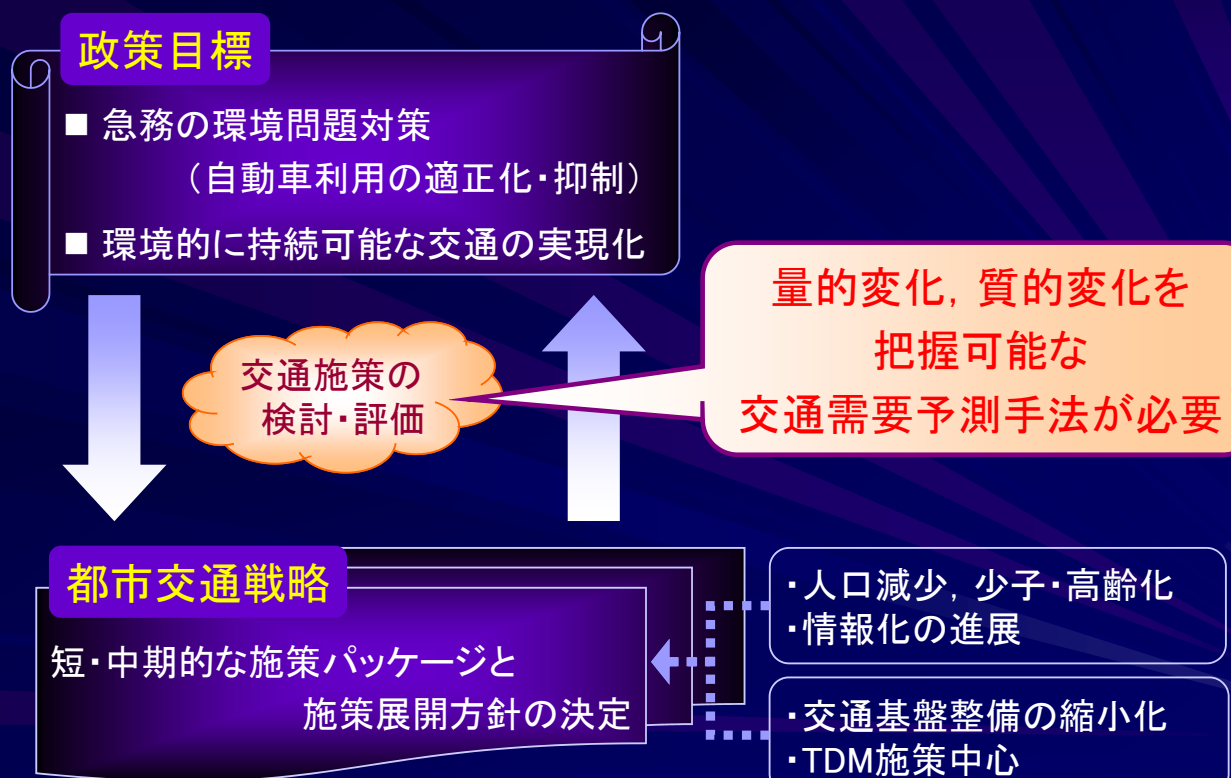 政策目標
■ 急務の環境問題対策
（自動車利用の適正化・抑制）
■ 環境的に持続可能な交通の実現化
量的変化，質的変化を
把握可能な
交通需要予測手法が必要
交通施策の
検討・評価
都市交通戦略
短・中期的な施策パッケージと
施策展開方針の決定
・人口減少，少子・高齢化
・情報化の進展
・交通基盤整備の縮小化
・TDM施策中心